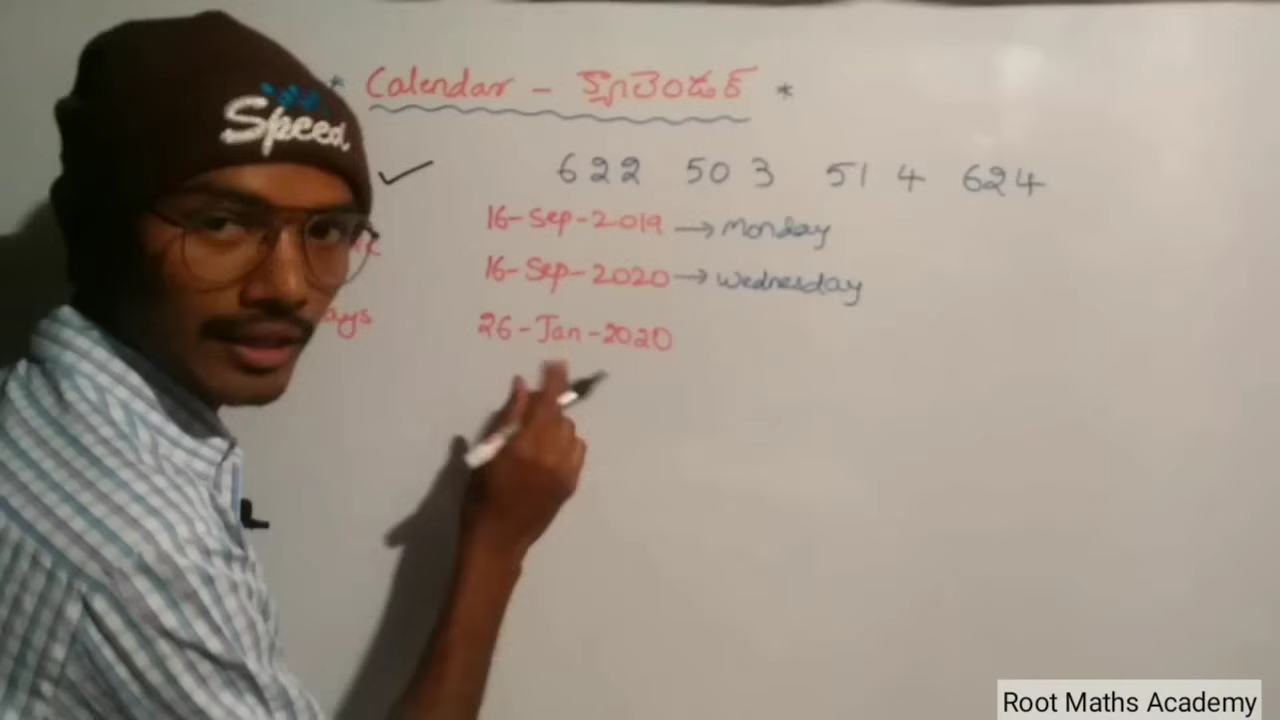 * Calendar - క్యాలెండర్ *
Speed.
622 503 514 624
16-Sep-2019 → Monday
16-Sep-2020 → Wednesday
26-Jan-2020
Root Maths Academy